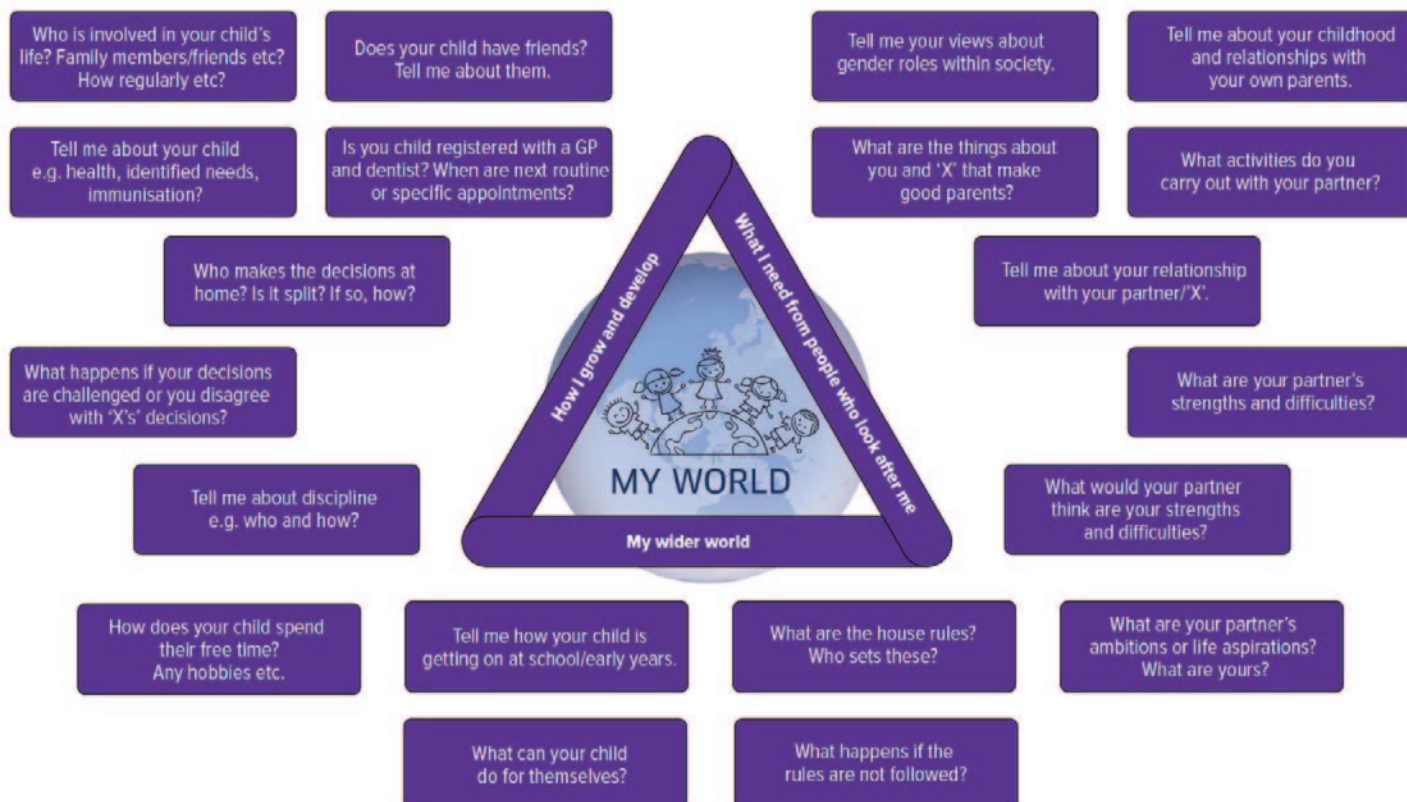 Who is involved in your child's
life? Family members/friends etc?
How regularly etc?
Does your child have friends?
Tell me about them.
Tell me your views about
gender roles within society.
Tell me about your childhood
and relationships with
your own parents.
Tell me about your child
e.g. health, identified needs,
immunisation?
Is you child registered with a GP
and dentist? When are next routine
or specific appointments?
What are the things about
you and ‘X’ that make
good parents?
What activities do you
carry out with your partner?
Who makes the decisions at
home? Is it split? If so, how?
Tell me about your relationship
with your partner/‘X’.
How I grow and develop
What I need from people who look after me
MY WORLD
My wider world
What happens if your decisions
are challenged or you disagree
with ‘X’s’ decisions?
What are your partner's
strengths and difficulties?
Tell me about discipline
e.g. who and how?
What would your partner
think are your strengths
and difficulties?
How does your child spend
their free time?
Any hobbies etc.
Tell me how your child is
getting on at school/early years.
What are the house rules?
Who sets these?
What are your partner's
ambitions or life aspirations?
What are yours?
What can your child
do for themselves?
What happens if the
rules are not followed?